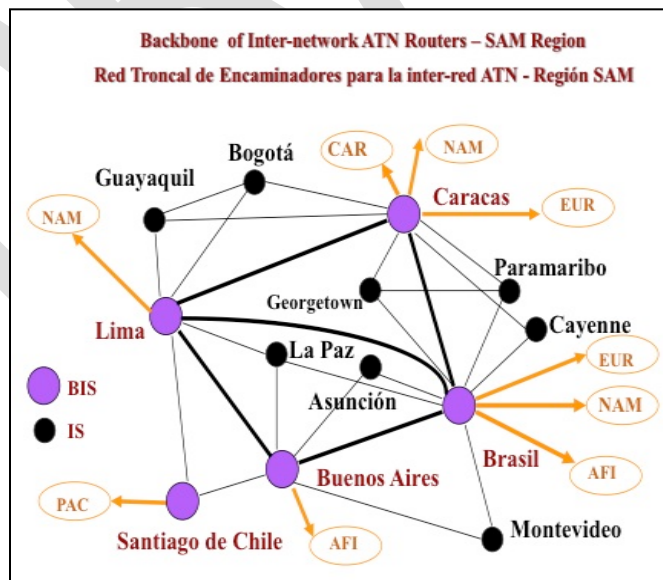 Backbone of Inter-network ATN Routers – SAM Region
Red Troncal de Encaminadores para la inter-red ATN - Región SAM
Bogotá
CAR
NAM
Guayaquil
Caracas
NAM
EUR
Paramaribo
Georgetown
Lima
Cayenne
La Paz
EUR
BIS
Asunción
NAM
IS
Brasil
AFI
Buenos Aires
PAC
Montevideo
Santiago de Chile
AFI